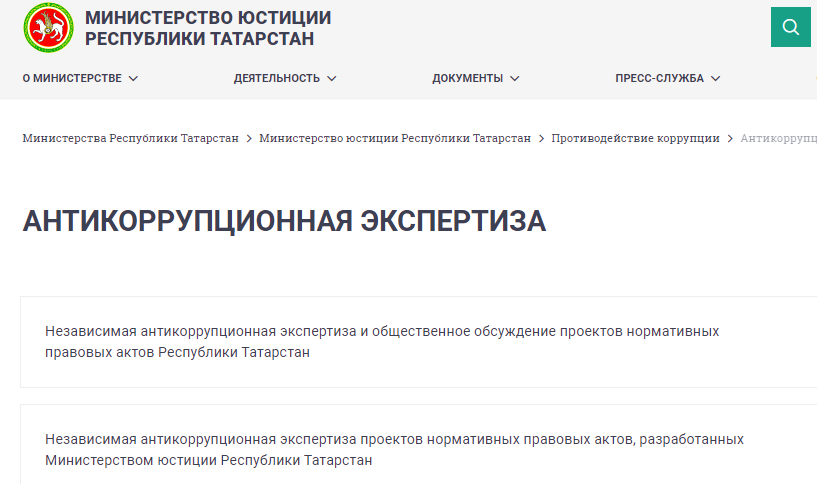 МИНИСТЕРСТВО ЮСТИЦИИ
РЕСПУБЛИКИ ТАТАРСТАН
О МИНИСТЕРСТВЕ ДЕЯТЕЛЬНОСТЬ ДОКУМЕНТЫ ПРЕСС-СЛУЖБА
Министерства Республики Татарстан > Министерство юстиции Республики Татарстан > Противодействие коррупции > Антикоррупц
АНТИКОРРУПЦИОННАЯ ЭКСПЕРТИЗА
Независимая антикоррупционная экспертиза и общественное обсуждение проектов нормативных
правовых актов Республики Татарстан
Независимая антикоррупционная экспертиза проектов нормативных правовых актов, разработанных
Министерством юстиции Республики Татарстан